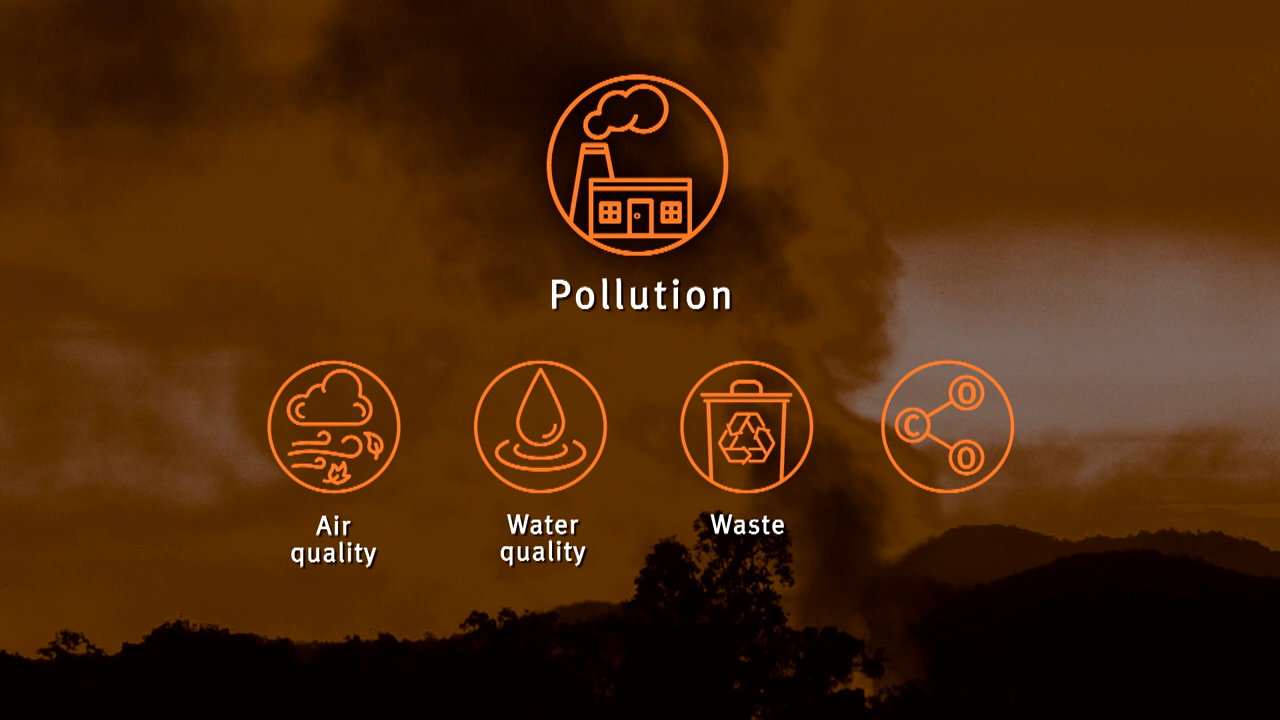 Pollution
Air
quality
Water
quality
Waste
C
O
O